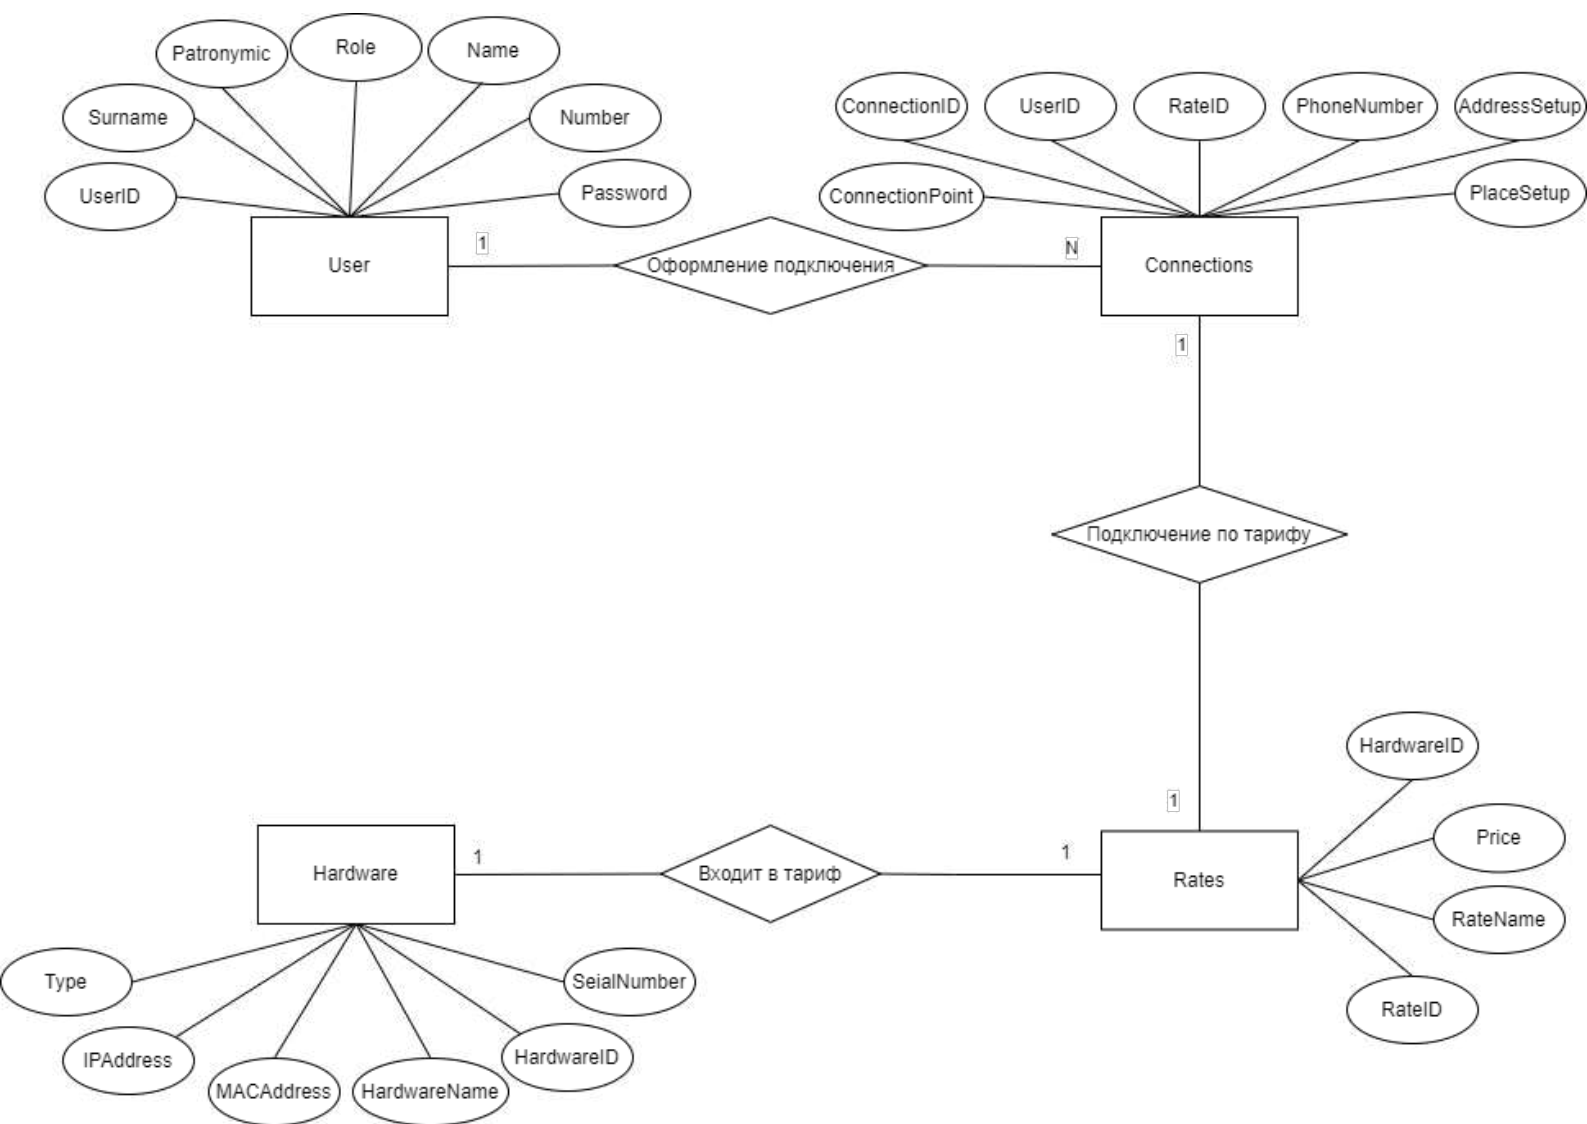 Patronymic
Role
Name
Surname
Number
UserID
Password
User
1
Оформление подключения
N
ConnectionID
UserID
RateID
PhoneNumber
AddressSetup
ConnectionPoint
PlaceSetup
Connections
1
Подключение по тарифу
1
HardwareID
Price
Rates
RateName
RateID
1
Входит в тариф
1
Hardware
Type
SeialNumber
IPAddress
HardwareID
MACAddress
HardwareName